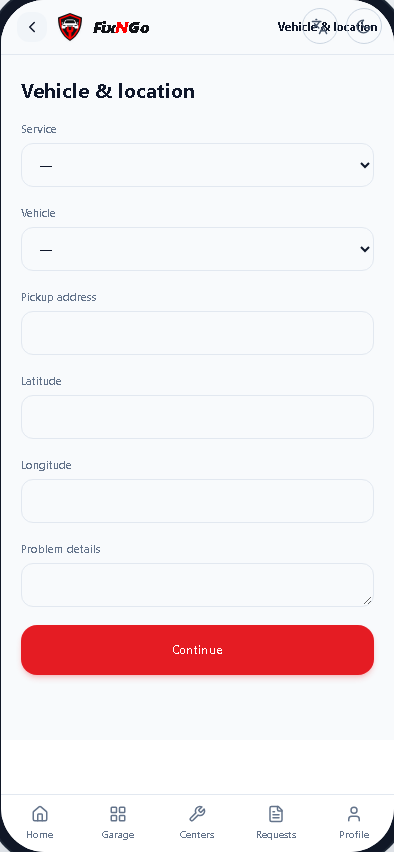 FixNGo
Vehicle & location
Vehicle & location
Service
—
Vehicle
—
Pickup address
Latitude
Longitude
Problem details
Continue
Home
Garage
Centers
Requests
Profile